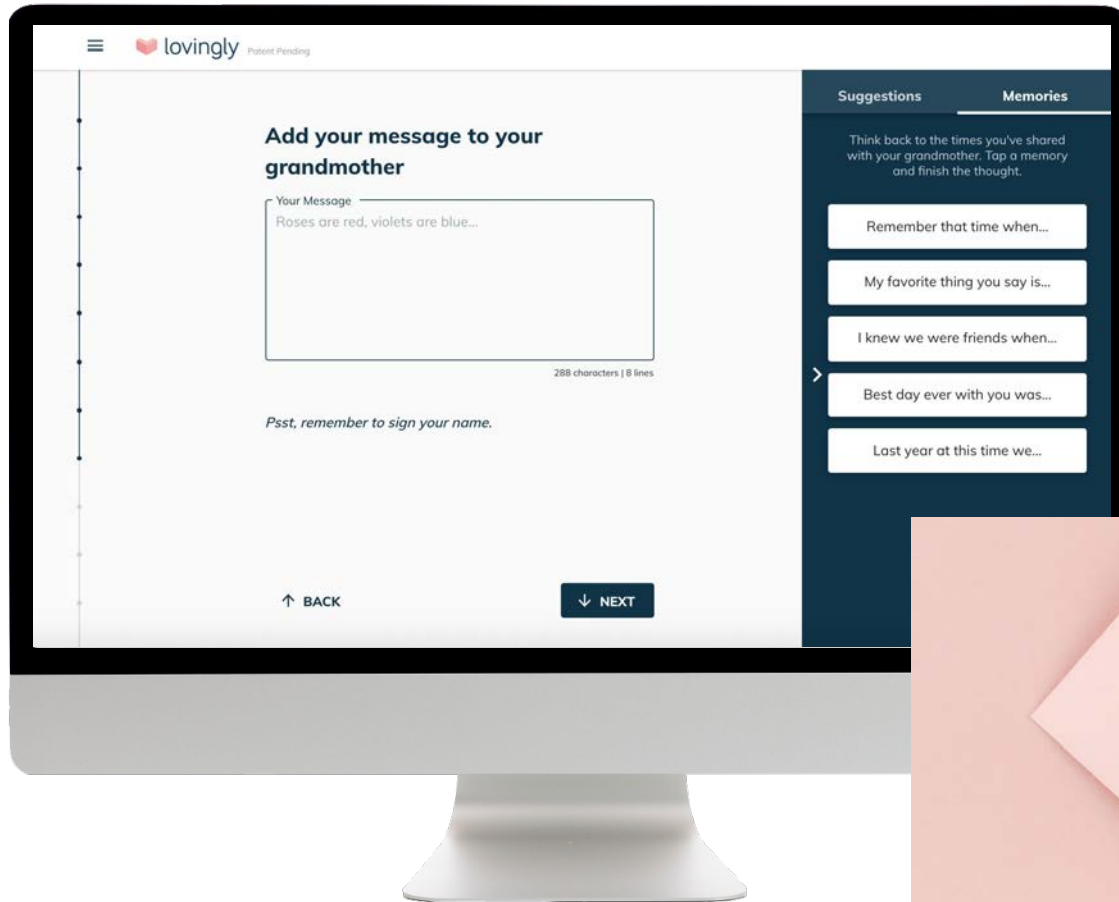 lovingly Patent Pending
Add your message to your
grandmother
Your Message
Roses are red, violets are blue...
288 characters | 8 lines
Psst, remember to sign your name.
BACK
NEXT
Suggestions
Memories
Think back to the times you've shared
with your grandmother. Tap a memory
and finish the thought.
Remember that time when...
My favorite thing you say is...
I knew we were friends when...
Best day ever with you was...
Last year at this time we...